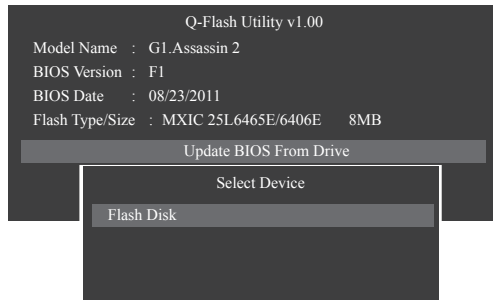 Q-Flash Utility v1.00
Model Name : G1.Assassin 2
BIOS Version : F1
BIOS Date : 08/23/2011
Flash Type/Size : MXIC 25L6465E/6406E 8MB
Update BIOS From Drive
Select Device
Flash Disk